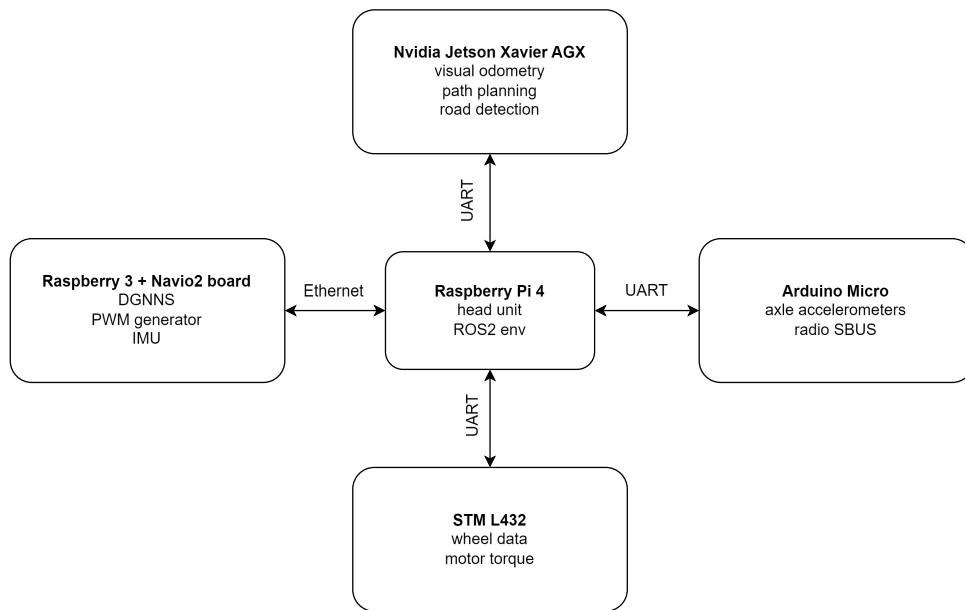 Nvidia Jetson Xavier AGX
visual odometry
path planning
road detection
UART
Raspberry 3 + Navio2 board
DGNNS
PWM generator
IMU
Ethernet
Raspberry Pi 4
head unit
ROS2 env
UART
Arduino Micro
axle accelerometers
radio SBUS
UART
STM L432
wheel data
motor torque